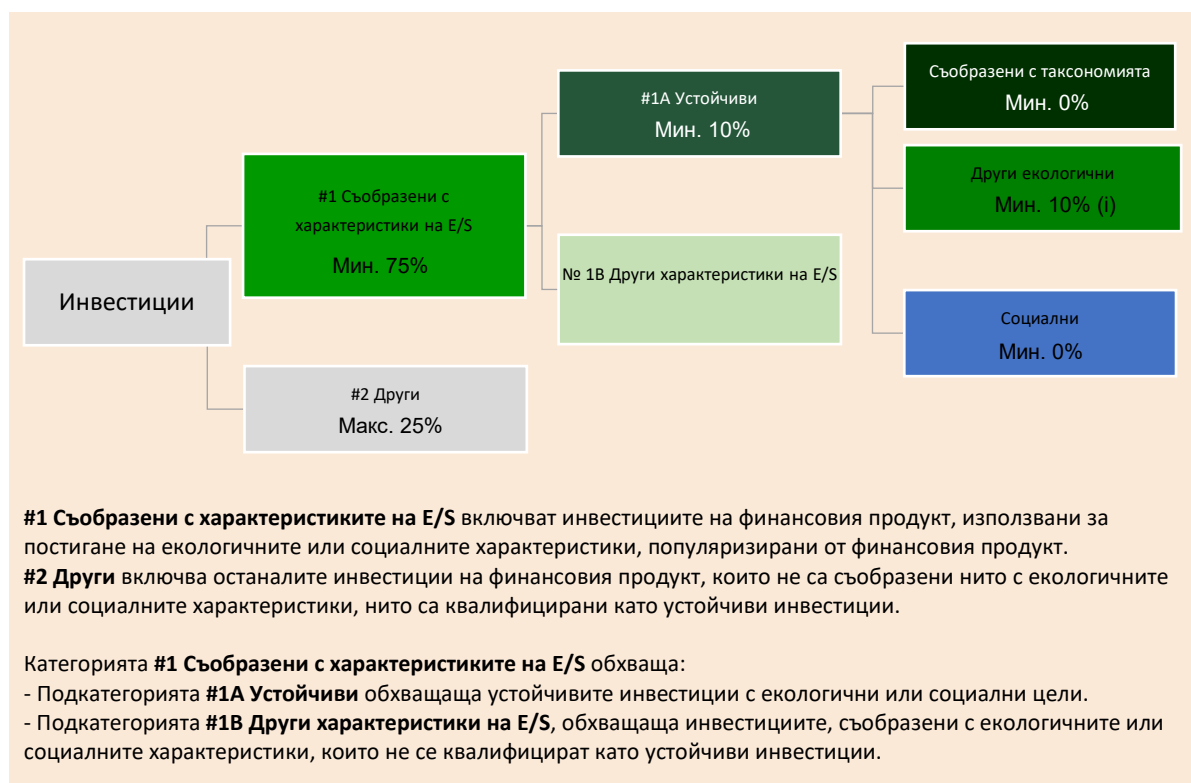 Инвестиции
#1 Съобразени с
характеристики на E/S
Мин. 75%
#2 Други
Макс. 25%
#1A Устойчиви
Мин. 10%
№ 1B Други характеристики на E/S
Съобразени с таксономията
Мин. 0%
Други екологични
Мин. 10% (i)
Социални
Мин. 0%
#1 Съобразени с характеристиките на E/S включват инвестициите на финансовия продукт, използвани за
постигане на екологичните или социалните характеристики, популяризирани от финансовия продукт.
#2 Други включва останалите инвестиции на финансовия продукт, които не са съобразени нито с екологичните
или социалните характеристики, нито са квалифицирани като устойчиви инвестиции.
Категорията #1 Съобразени с характеристиките на E/S обхваща:
- Подкатегорията #1A Устойчиви обхващаща устойчивите инвестиции с екологични или социални цели.
- Подкатегорията #1B Други характеристики на E/S, обхващаща инвестициите, съобразени с екологичните или
социалните характеристики, които не се квалифицират като устойчиви инвестиции.